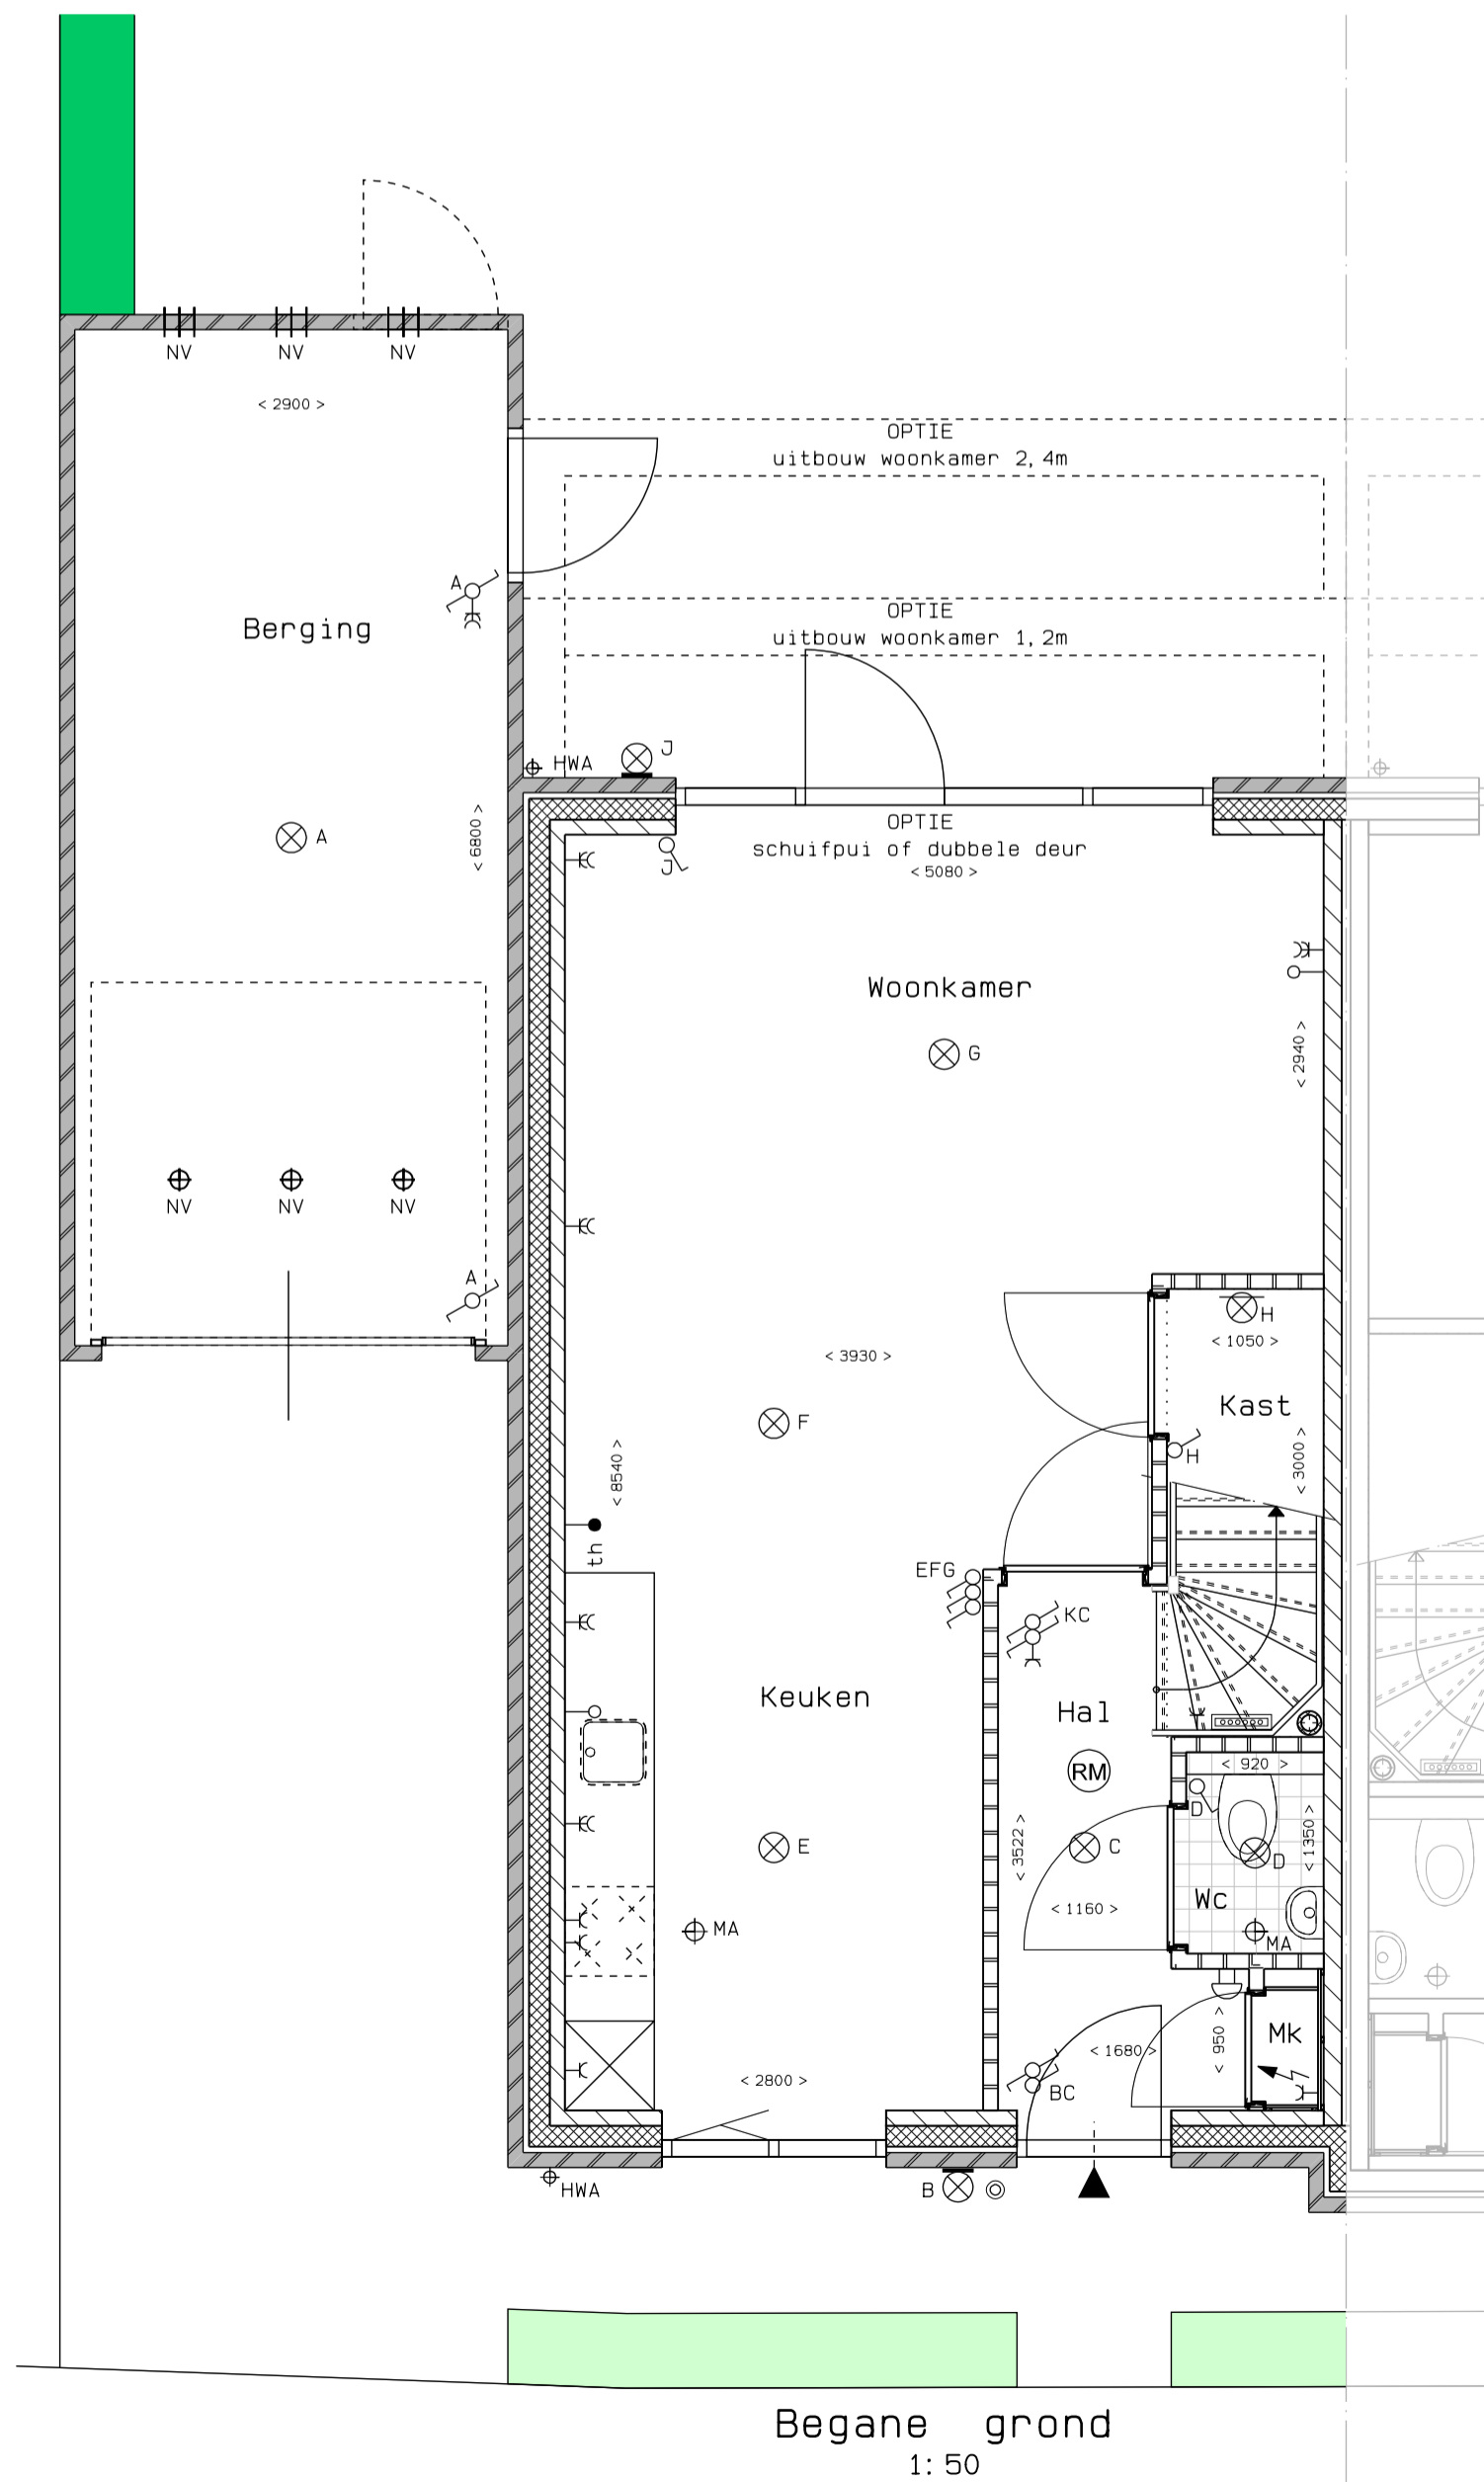 NV NV NV
< 2900 >
OPTIE
uitbouw woonkamer 2,4m
A
OPTIE
Berging
uitbouw woonkamer 1,2m
J
HWA
A
< 6800 >
OPTIE
schuifpui of dubbele deur
J
< 5080 >
Woonkamer
G
< 2940 >
NV NV NV
A
H
< 1050 >
< 3930 >
Kast
F
H
< 8540 >
< 3000 >
th
EFG
KC
Keuken
Hal
< 920 >
RM
D
E
C
< 3522 >
< 1350 >
D
Wc
< 1160 >
MA
MA
L
Mk
< 1680 >
< 950 >
< 2800 >
BC
HWA
B
Begane grond
1:50